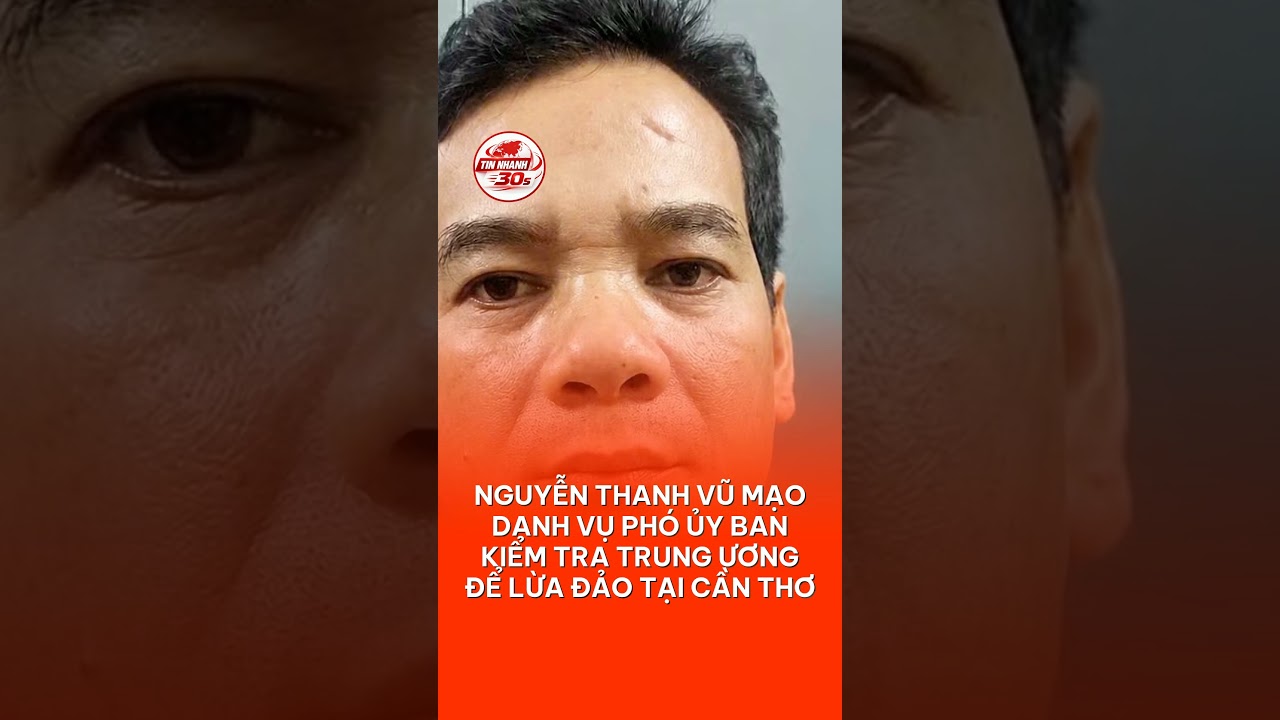 TIN NHANH
30s
NGUYỄN THANH VŨ MẠO
DANH VỤ PHÓ ỦY BAN
KIỂM TRA TRUNG ƯƠNG
ĐỂ LỪA ĐẢO TẠI CẦN THƠ